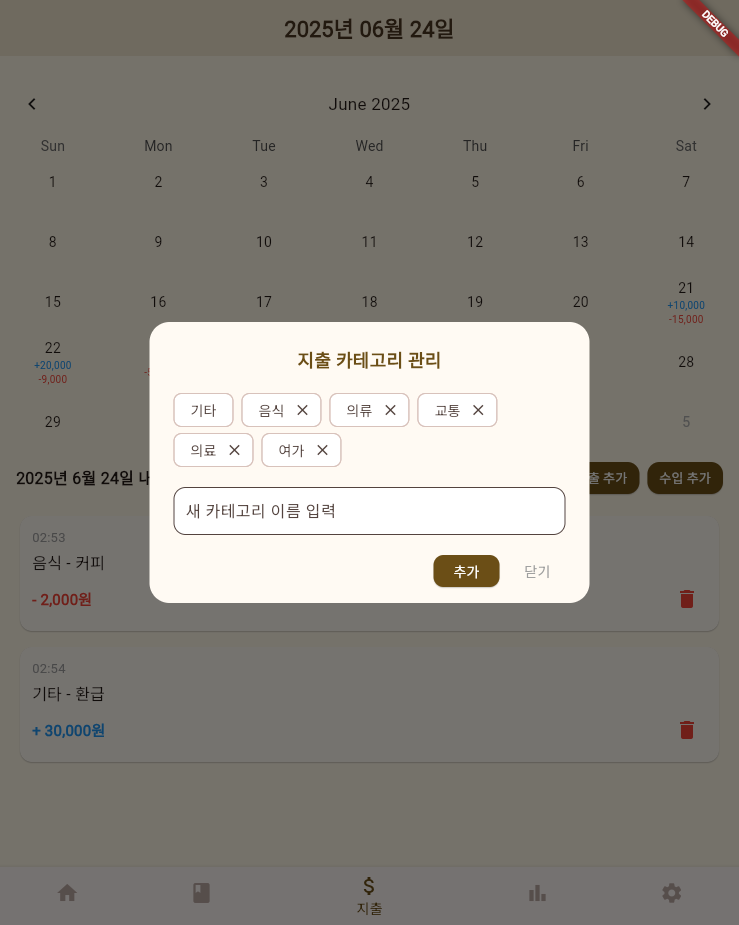 2025년 06월 24일
DEBUG
June 2025
Sun Mon Tue Wed Thu Fri Sat
1 2 3 4 5 6 7
8 9 10 11 12 13 14
15 16 17 18 19 20 21
+10,000
-15,000
22 28
+20,000
-9,000
29 5
지출 카테고리 관리
기타 음식 의류 교통
의료 여가
새 카테고리 이름 입력
추가 닫기
2025년 6월 24일 내
출 추가 수입 추가
02:53
음식 - 커피
- 2,000원
02:54
기타 - 환급
+ 30,000원
지출